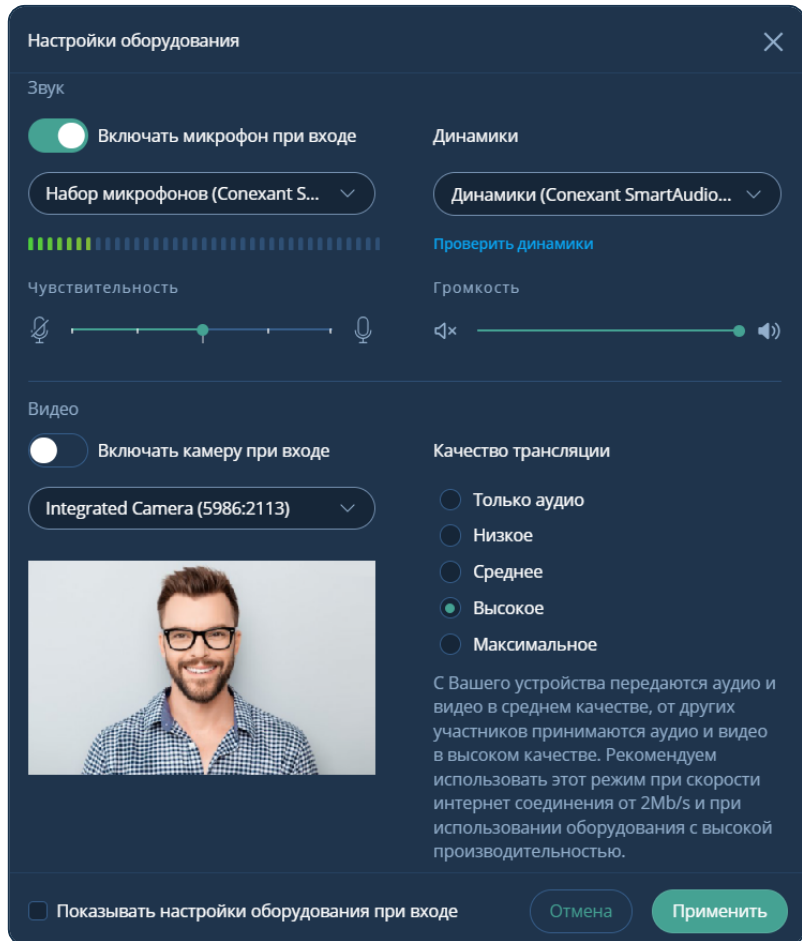 Настройки оборудования
Звук
Включать микрофон при входе
Набор микрофонов (Conexant S...
Чувствительность
Динамики
Динамики (Conexant SmartAudio...
Проверить динамики
Громкость
Видео
Включать камеру при входе
Integrated Camera (5986:2113)
Качество трансляции
Только аудио
Низкое
Среднее
Высокое
Максимальное
С Вашего устройства передаются аудио и
видео в среднем качестве, от других
участников принимаются аудио и видео
в высоком качестве. Рекомендуем
использовать этот режим при скорости
интернет соединения от 2Mb/s и при
использовании оборудования с высокой
производительностью.
Показывать настройки оборудования при входе
Отмена
Применить